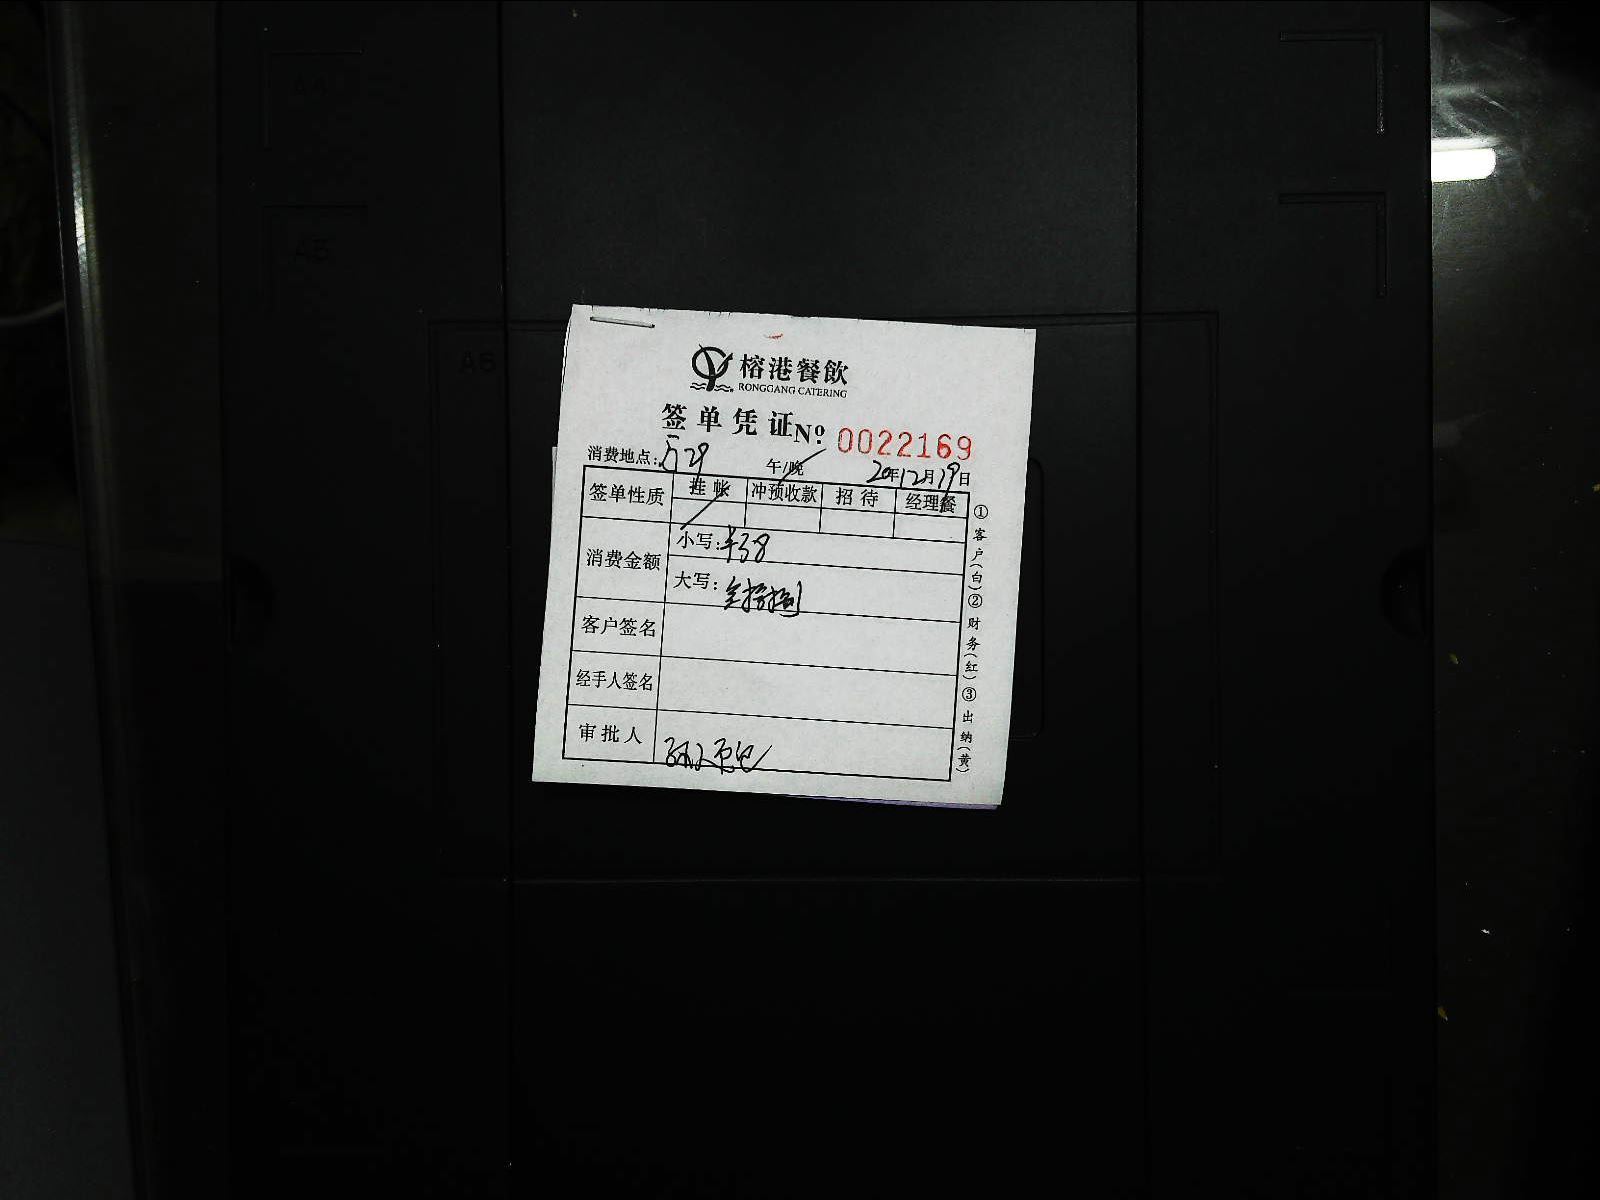 A4
A5
A6
榕港餐飲
RONGGANG CATERING
签单凭证 Nº 0022169
消费地点: 午/晚 20年12月19日
签单性质 挂帐 冲预收款 招待 经理餐
消费金额 小写:¥38
大写:
客户签名
经手人签名
审批人
①客户(白)②财务(红)③出纳(黄)